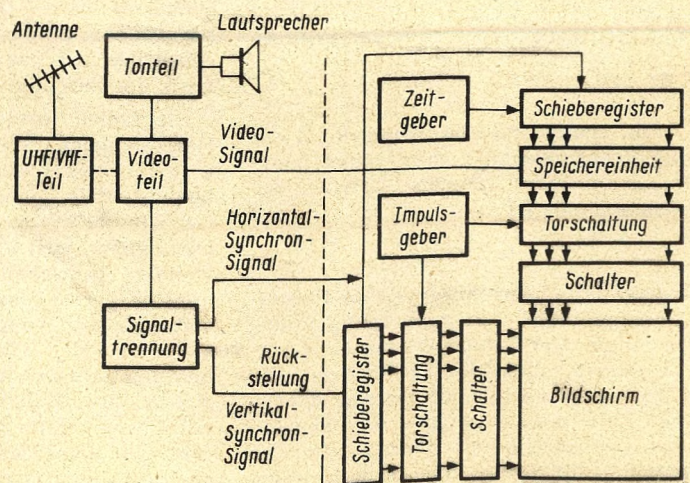 Antenne
Lautsprecher
Tonteil
Zeit-
geber
Schieberegister
UHF/VHF-
Teil
Video-
teil
Video-
Signal
Speichereinheit
Impuls-
geber
Torschaltung
Horizontal-
Synchron-
Signal
Schalter
Signal-
trennung
Rück-
stellung
Vertikal-
Synchron-
Signal
Schieberegister
Torschaltung
Schalter
Bildschirm